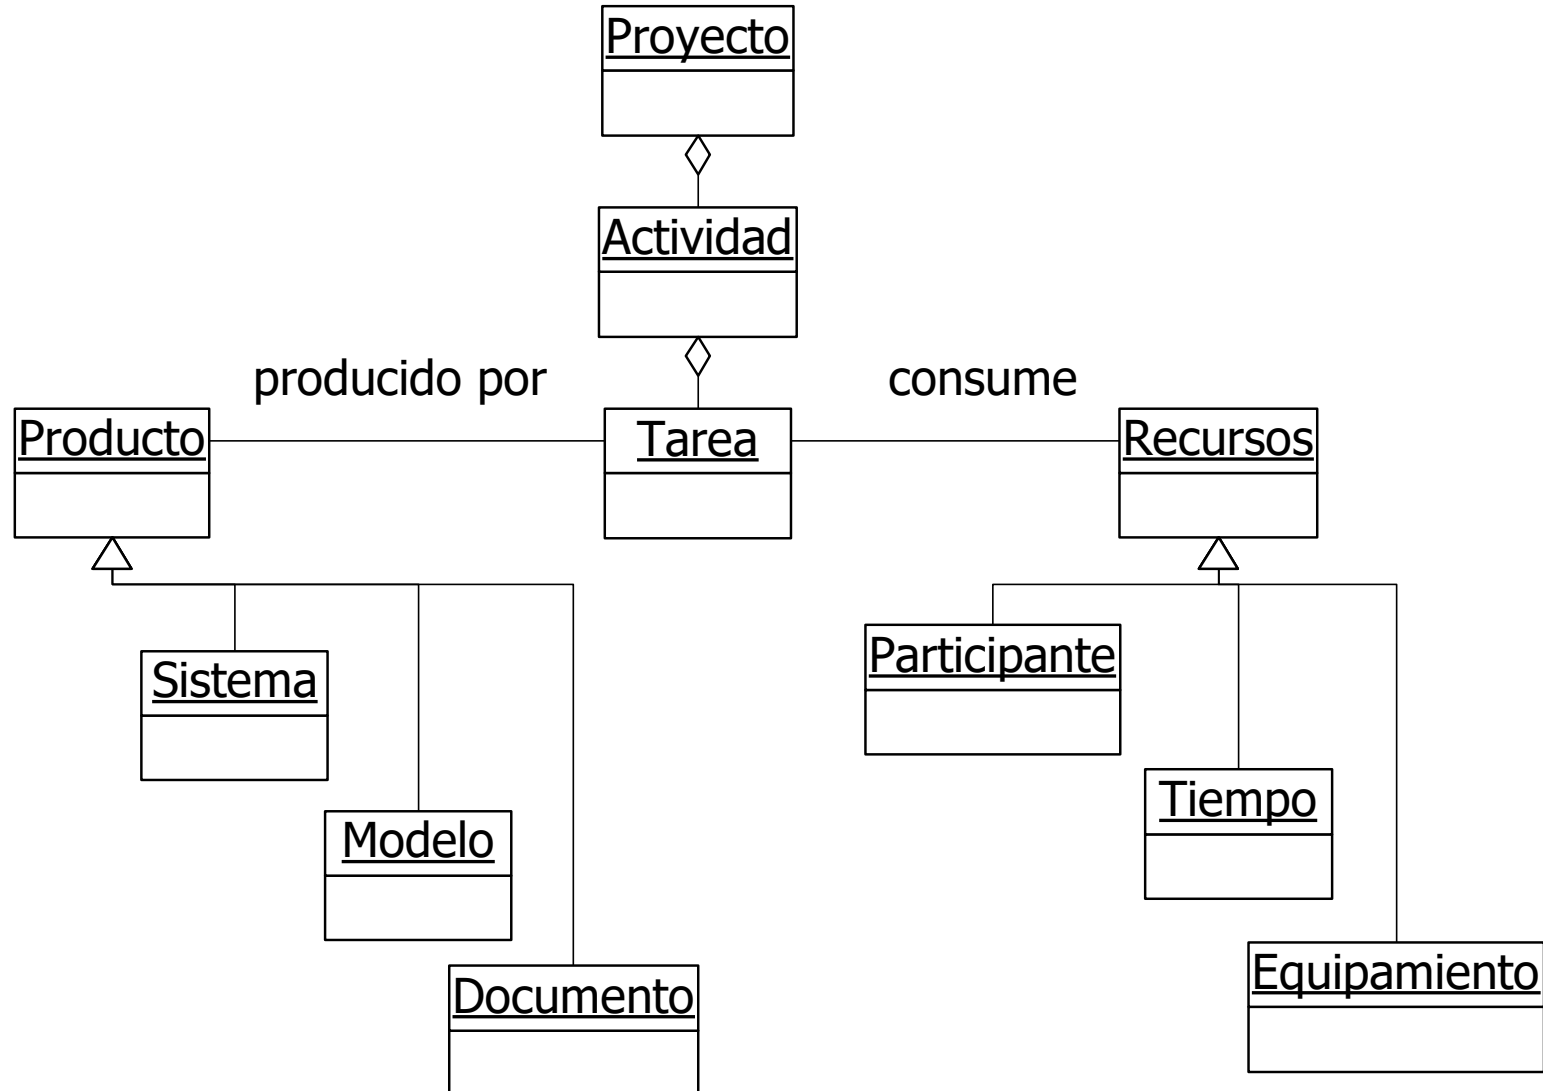 Proyecto
Actividad
producido por
consume
Producto
Tarea
Recursos
Participante
Sistema
Tiempo
Modelo
Equipamiento
Documento